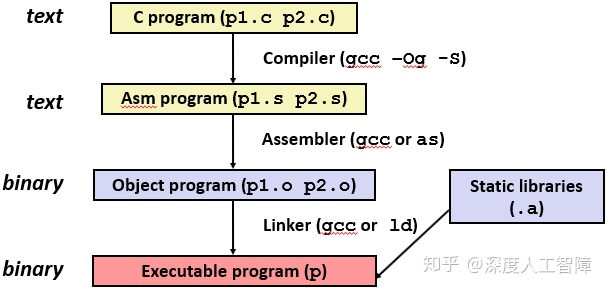 text
C program (p1.c p2.c)
Compiler (gcc –Og -S)
text
Asm program (p1.s p2.s)
Assembler (gcc or as)
binary
Object program (p1.o p2.o)
Static libraries
(.a)
Linker (gcc or ld)
binary
Executable program (p)
知乎 @深度人工智障